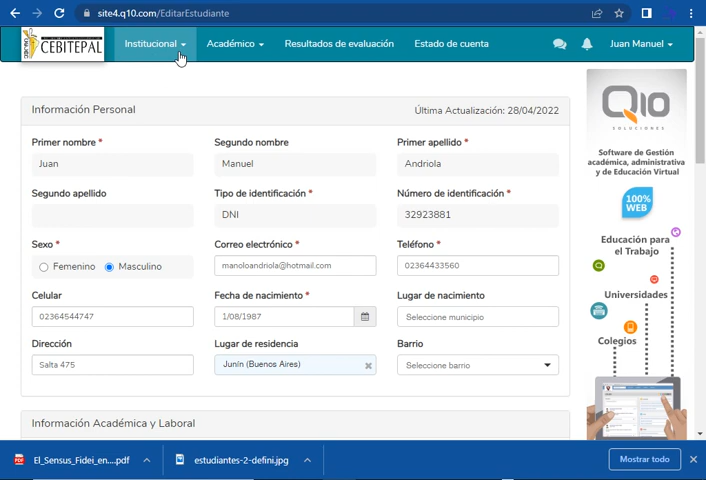 site4.q10.com/EditarEstudiante
CEBITEPAL
Institucional
Académico
Resultados de evaluación
Estado de cuenta
Juan Manuel
Información Personal
Última Actualización: 28/04/2022
Primer nombre *
Segundo nombre
Primer apellido *
Juan
Manuel
Andriola
Segundo apellido
Tipo de identificación *
Número de identificación *
DNI
32923881
Sexo *
Correo electrónico *
Teléfono *
Femenino
Masculino
manoloandriola@hotmail.com
02364433560
Celular
Fecha de nacimiento *
Lugar de nacimiento
02364544747
1/08/1987
Seleccione municipio
Dirección
Lugar de residencia
Barrio
Salta 475
Junín (Buenos Aires)
Seleccione barrio
Información Académica y Laboral
Q10
SOLUCIONES
Software de Gestión
académica, administrativa
y de Educación Virtual
100%
WEB
Educación para
el Trabajo
Universidades
Colegios
El_Sensus_Fidei_en....pdf
estudiantes-2-defini.jpg
Mostrar todo